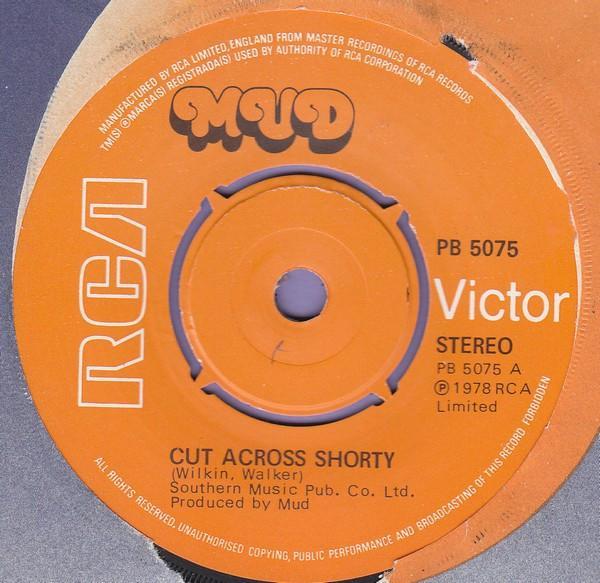 MANUFACTURED BY RCA LIMITED, ENGLAND FROM MASTER RECORDINGS OF RCA RECORDS
TM(S) ® MARCA(S) REGISTRADA(S) USED BY AUTHORITY OF RCA CORPORATION
MUD
RCA
PB 5075
Victor
STEREO
PB 5075 A
Ⓟ 1978 RCA
Limited
CUT ACROSS SHORTY
(Wilkin, Walker)
Southern Music Pub. Co. Ltd.
Produced by Mud
ALL RIGHTS RESERVED. UNAUTHORISED COPYING, PUBLIC PERFORMANCE AND BROADCASTING OF THIS RECORD FORBIDDEN